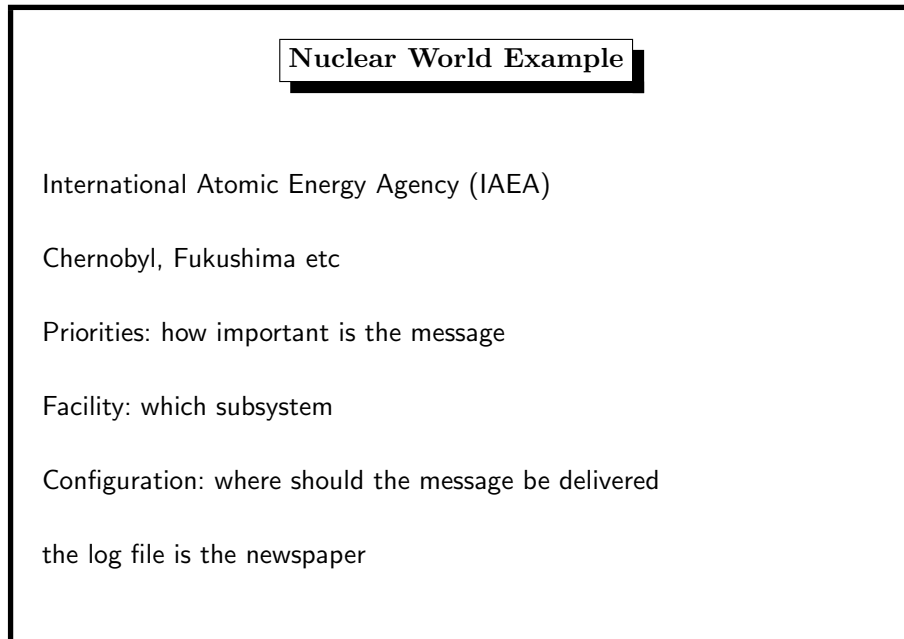 Nuclear World Example
International Atomic Energy Agency (IAEA)
Chernobyl, Fukushima etc
Priorities: how important is the message
Facility: which subsystem
Configuration: where should the message be delivered
the log file is the newspaper